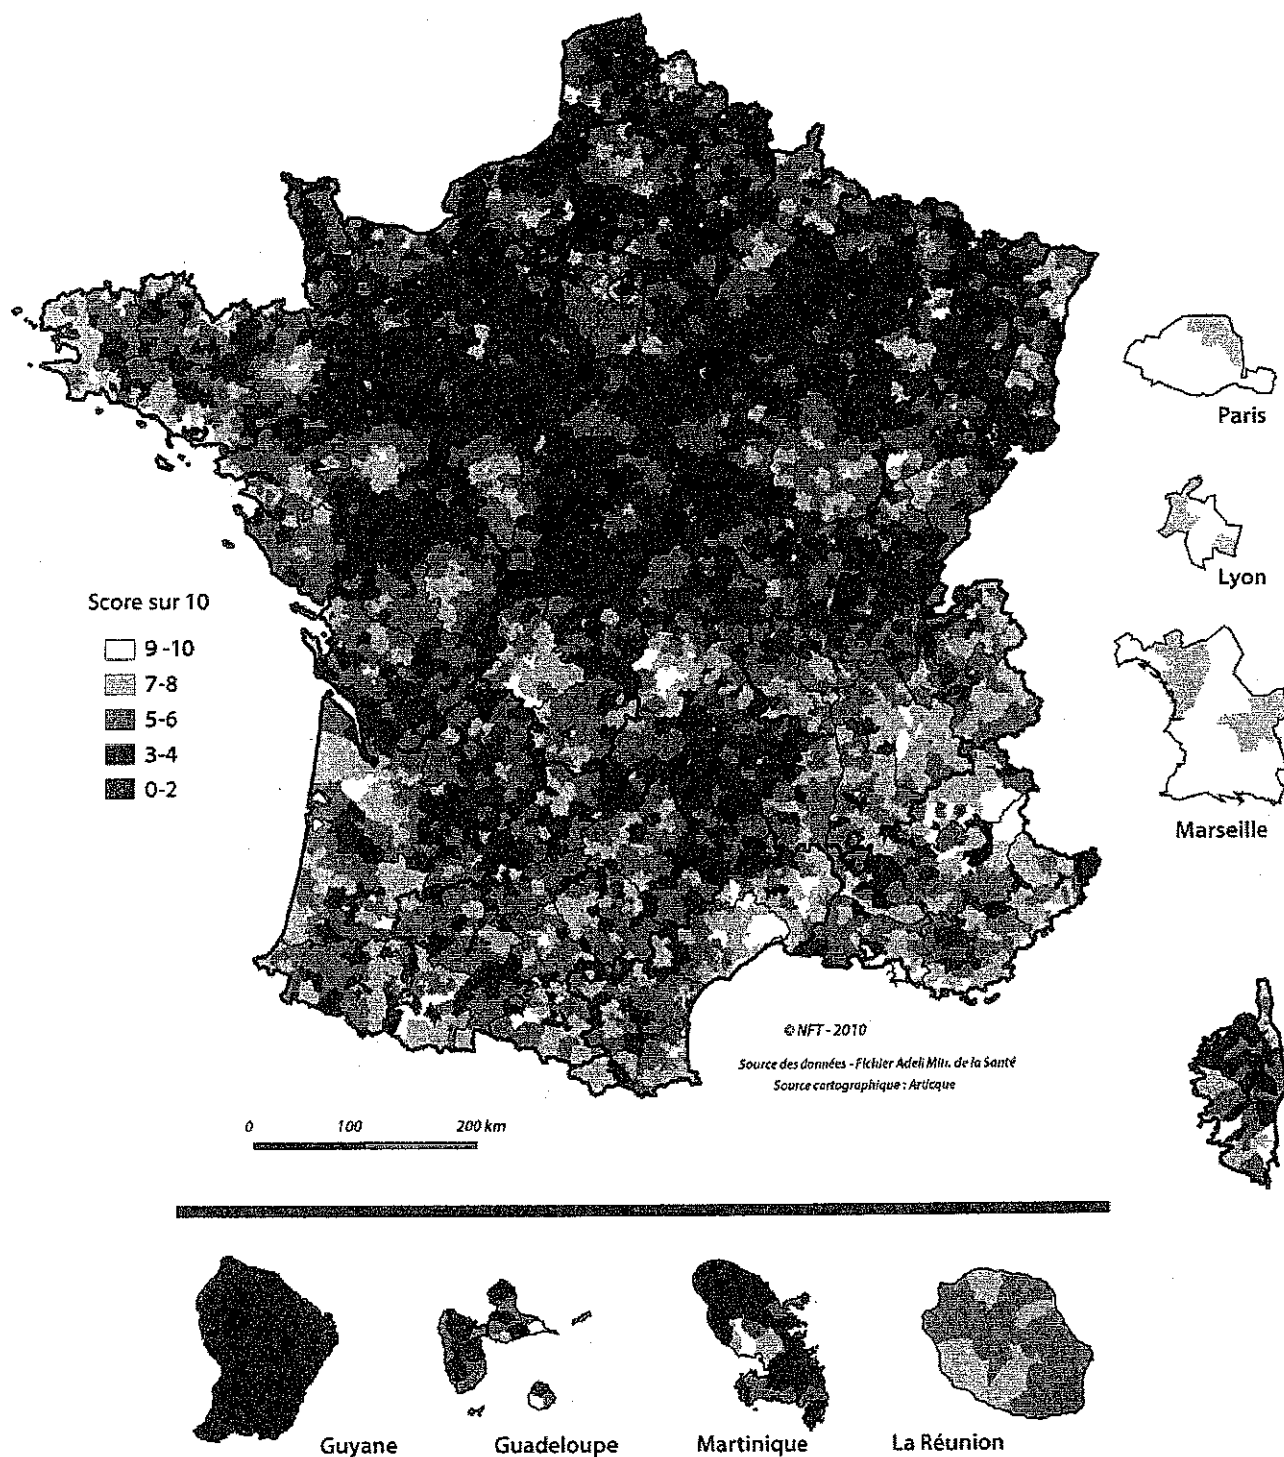 Paris
Lyon
Score sur 10
9 -10
7-8
5-6
3-4
0-2
Marseille
© NFT - 2010
Source des données - Fichier Adeli Min. de la Santé
Source cartographique : Articque
0 100 200 km
Guyane Guadeloupe Martinique La Réunion